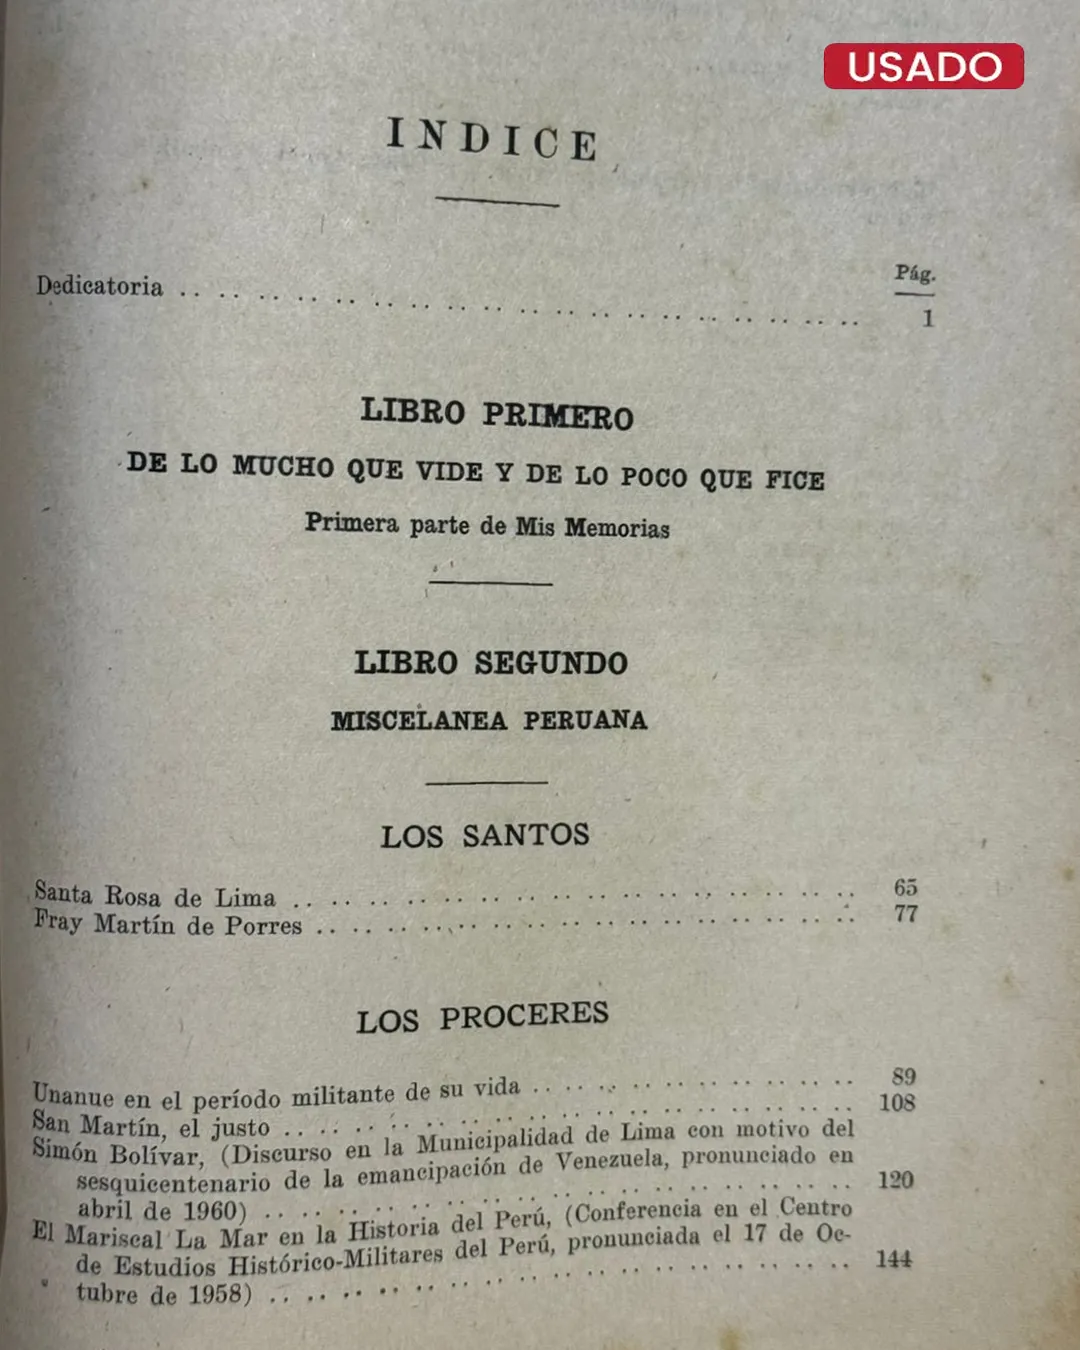 USADO
INDICE
Pág.
Dedicatoria .. .. .. .. .. .. .. .. .. .. .. .. .. .. .. .. .. .. 1
LIBRO PRIMERO
DE LO MUCHO QUE VIDE Y DE LO POCO QUE FICE
Primera parte de Mis Memorias
LIBRO SEGUNDO
MISCELANEA PERUANA
LOS SANTOS
Santa Rosa de Lima .. .. .. .. .. .. .. .. .. .. .. .. .. .. .. 65
Fray Martín de Porres .. .. .. .. .. .. .. .. .. .. .. .. .. .. 77
LOS PROCERES
Unanue en el período militante de su vida .. .. .. .. .. .. .. .. .. 89
San Martín, el justo .. .. .. .. .. .. .. .. .. .. .. .. .. .. .. 108
Simón Bolívar, (Discurso en la Municipalidad de Lima con motivo del
sesquicentenario de la emancipación de Venezuela, pronunciado en
abril de 1960) .. .. .. .. .. .. .. .. .. .. .. .. .. .. .. .. 120
El Mariscal La Mar en la Historia del Perú, (Conferencia en el Centro
de Estudios Histórico-Militares del Perú, pronunciada el 17 de Oc-
tubre de 1958) .. .. .. .. .. .. .. .. .. .. .. .. .. .. .. .. 144